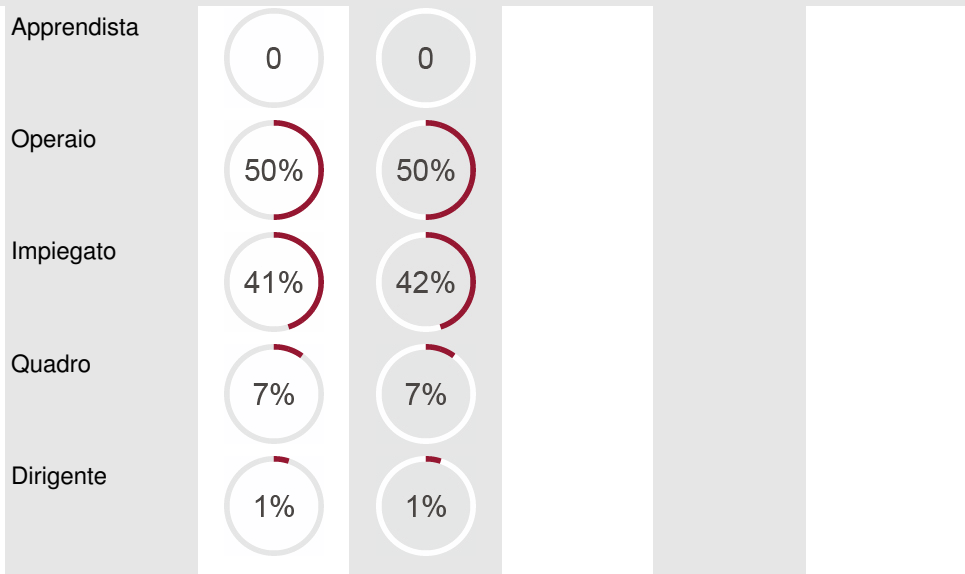 Apprendista
0 0
Operaio
50% 50%
Impiegato
41% 42%
Quadro
7% 7%
Dirigente
1% 1%